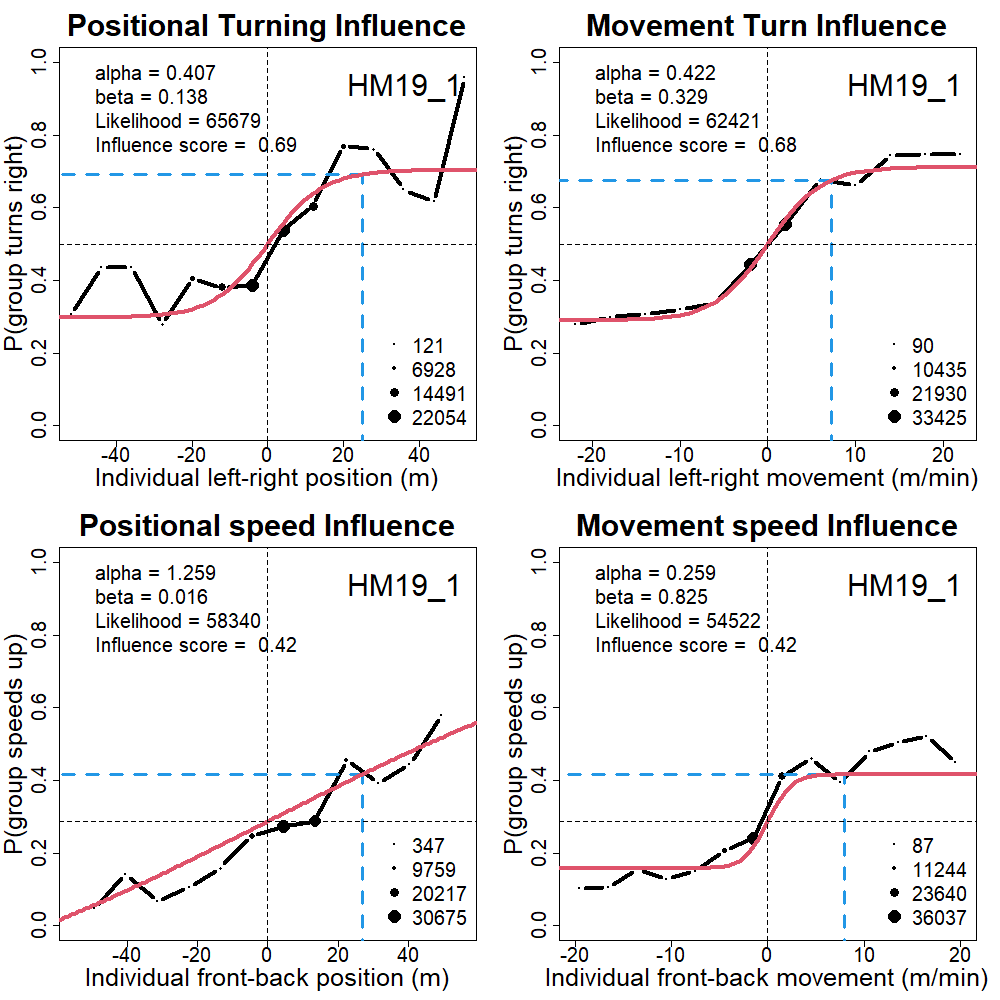 Positional Turning Influence
P(group turns right)
1.0
0.8
0.6
0.4
0.2
0.0
alpha = 0.407
beta = 0.138
Likelihood = 65679
Influence score = 0.69
HM19_1
121
6928
14491
22054
-40 -20 0 20 40
Individual left-right position (m)
Movement Turn Influence
P(group turns right)
1.0
0.8
0.6
0.4
0.2
0.0
alpha = 0.422
beta = 0.329
Likelihood = 62421
Influence score = 0.68
HM19_1
90
10435
21930
33425
-20 -10 0 10 20
Individual left-right movement (m/min)
Positional speed Influence
P(group speeds up)
1.0
0.8
0.6
0.4
0.2
0.0
alpha = 1.259
beta = 0.016
Likelihood = 58340
Influence score = 0.42
HM19_1
347
9759
20217
30675
-40 -20 0 20 40
Individual front-back position (m)
Movement speed Influence
P(group speeds up)
1.0
0.8
0.6
0.4
0.2
0.0
alpha = 0.259
beta = 0.825
Likelihood = 54522
Influence score = 0.42
HM19_1
87
11244
23640
36037
-20 -10 0 10 20
Individual front-back movement (m/min)